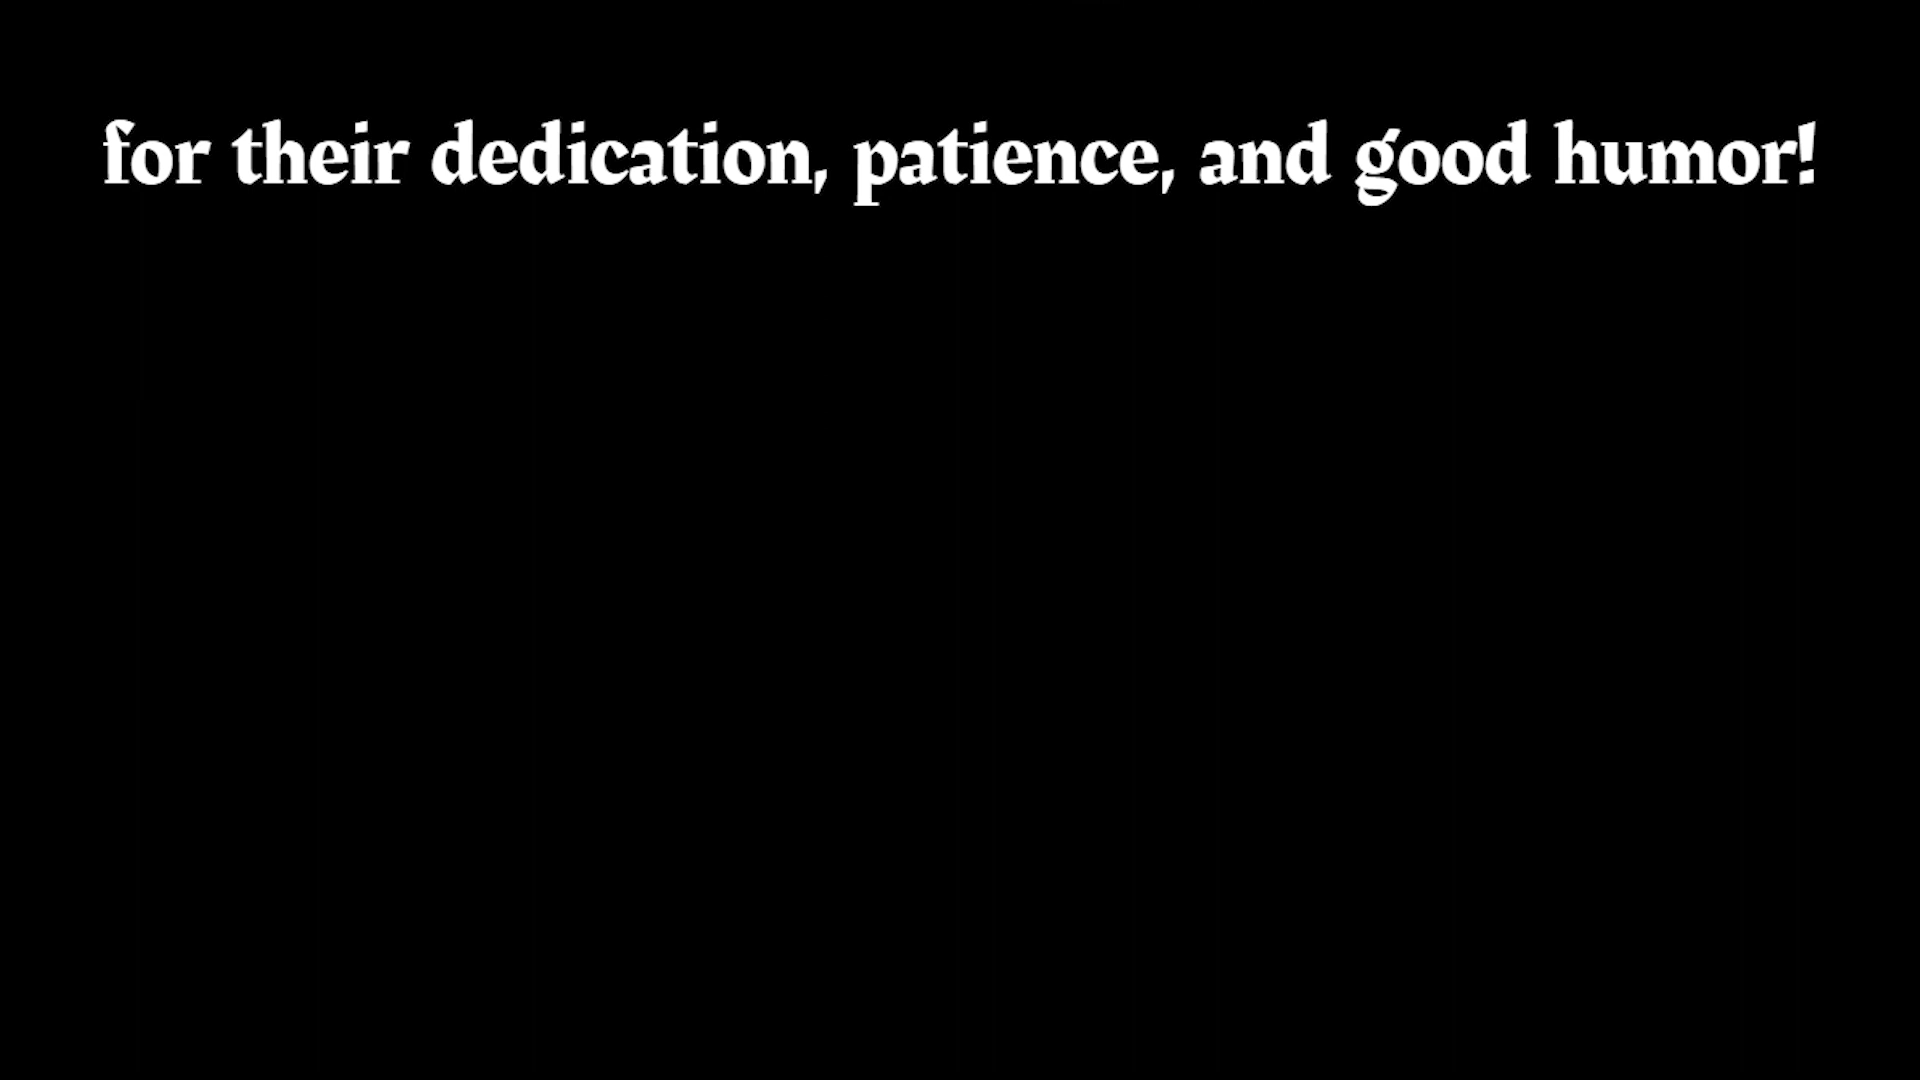 for their dedication, patience, and good humor!